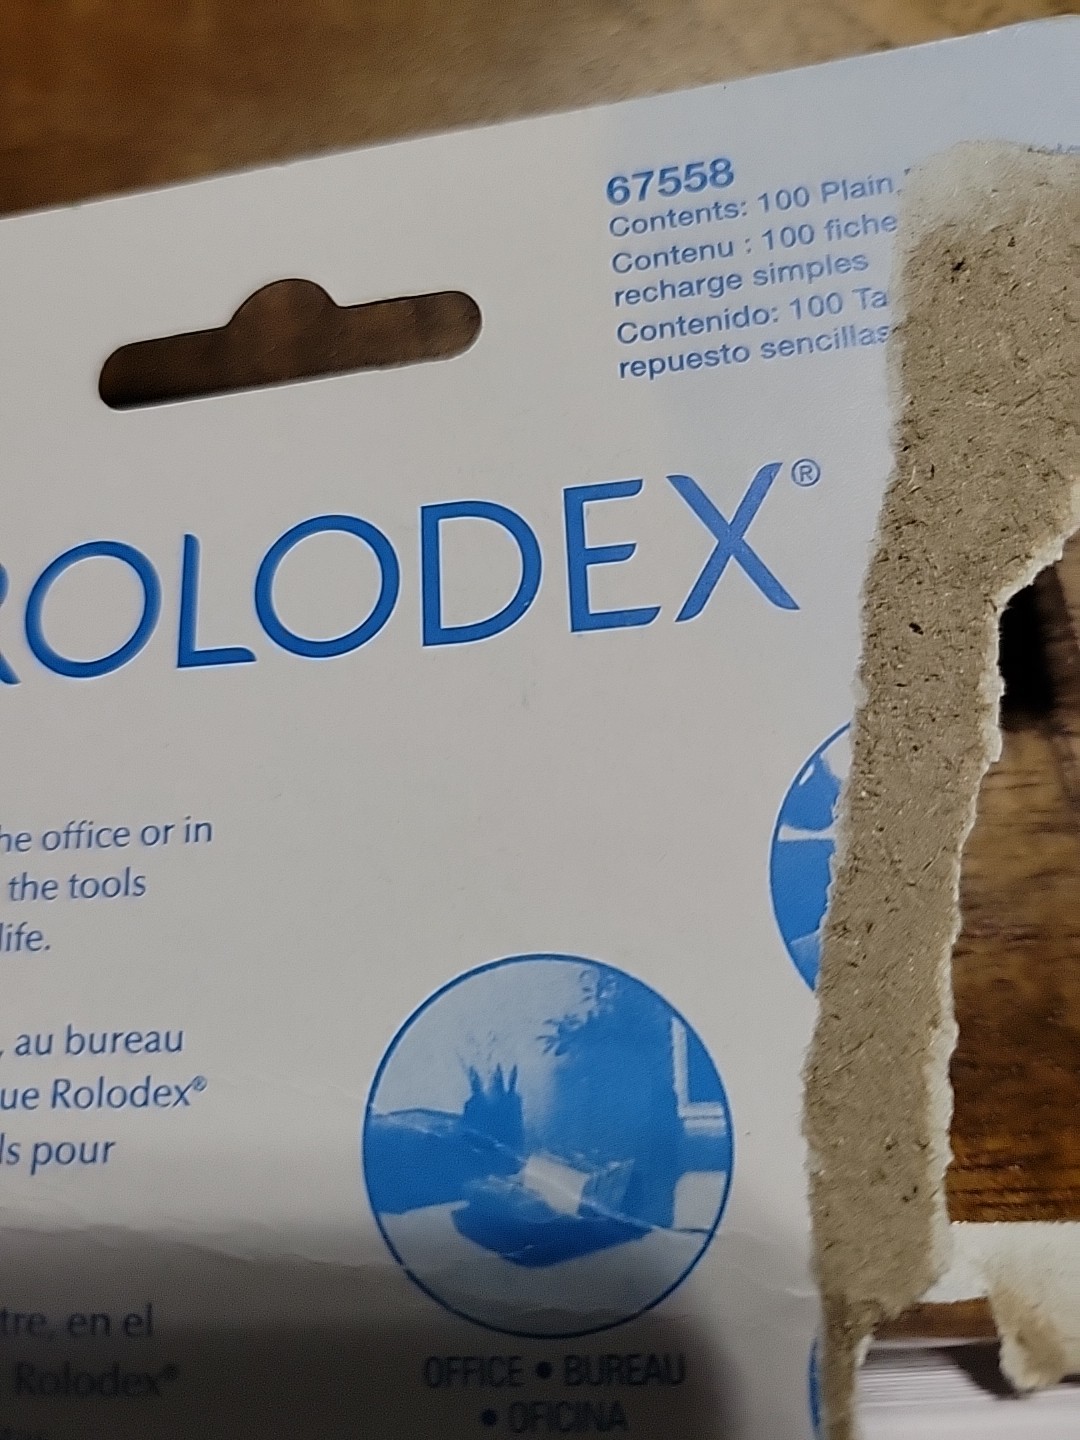 67558
Contents: 100 Plain
Contenu : 100 fiche
recharge simples
Contenido: 100 Ta
repuesto sencillas
ROLODEX®
he office or in
the tools
life.
, au bureau
ue Rolodex®
ls pour
tre, en el
Rolodex®
OFFICE • BUREAU
• OFICINA